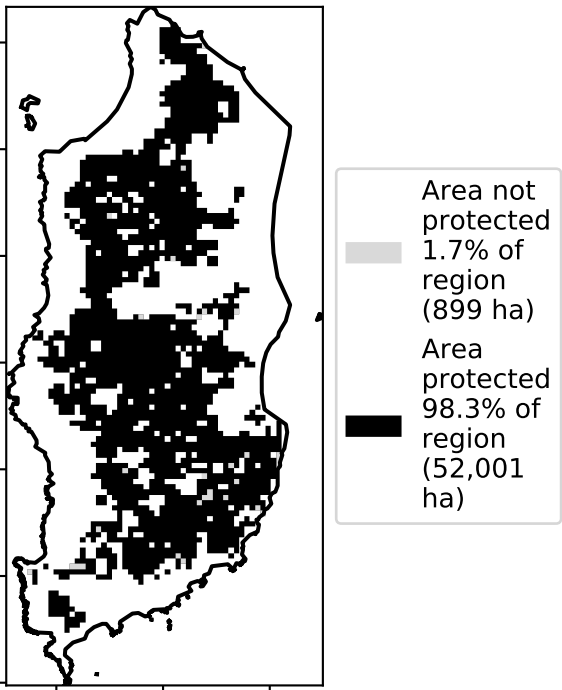 Area not
protected
1.7% of
region
(899 ha)
Area
protected
98.3% of
region
(52,001
ha)